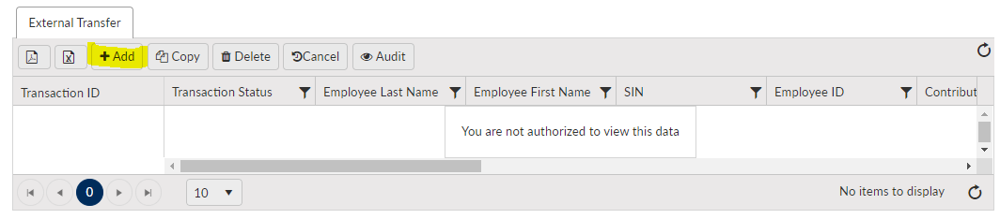 External Transfer
Add Copy Delete Cancel Audit
Transaction ID Transaction Status Employee Last Name Employee First Name SIN Employee ID Contribut
You are not authorized to view this data
0 10 No items to display